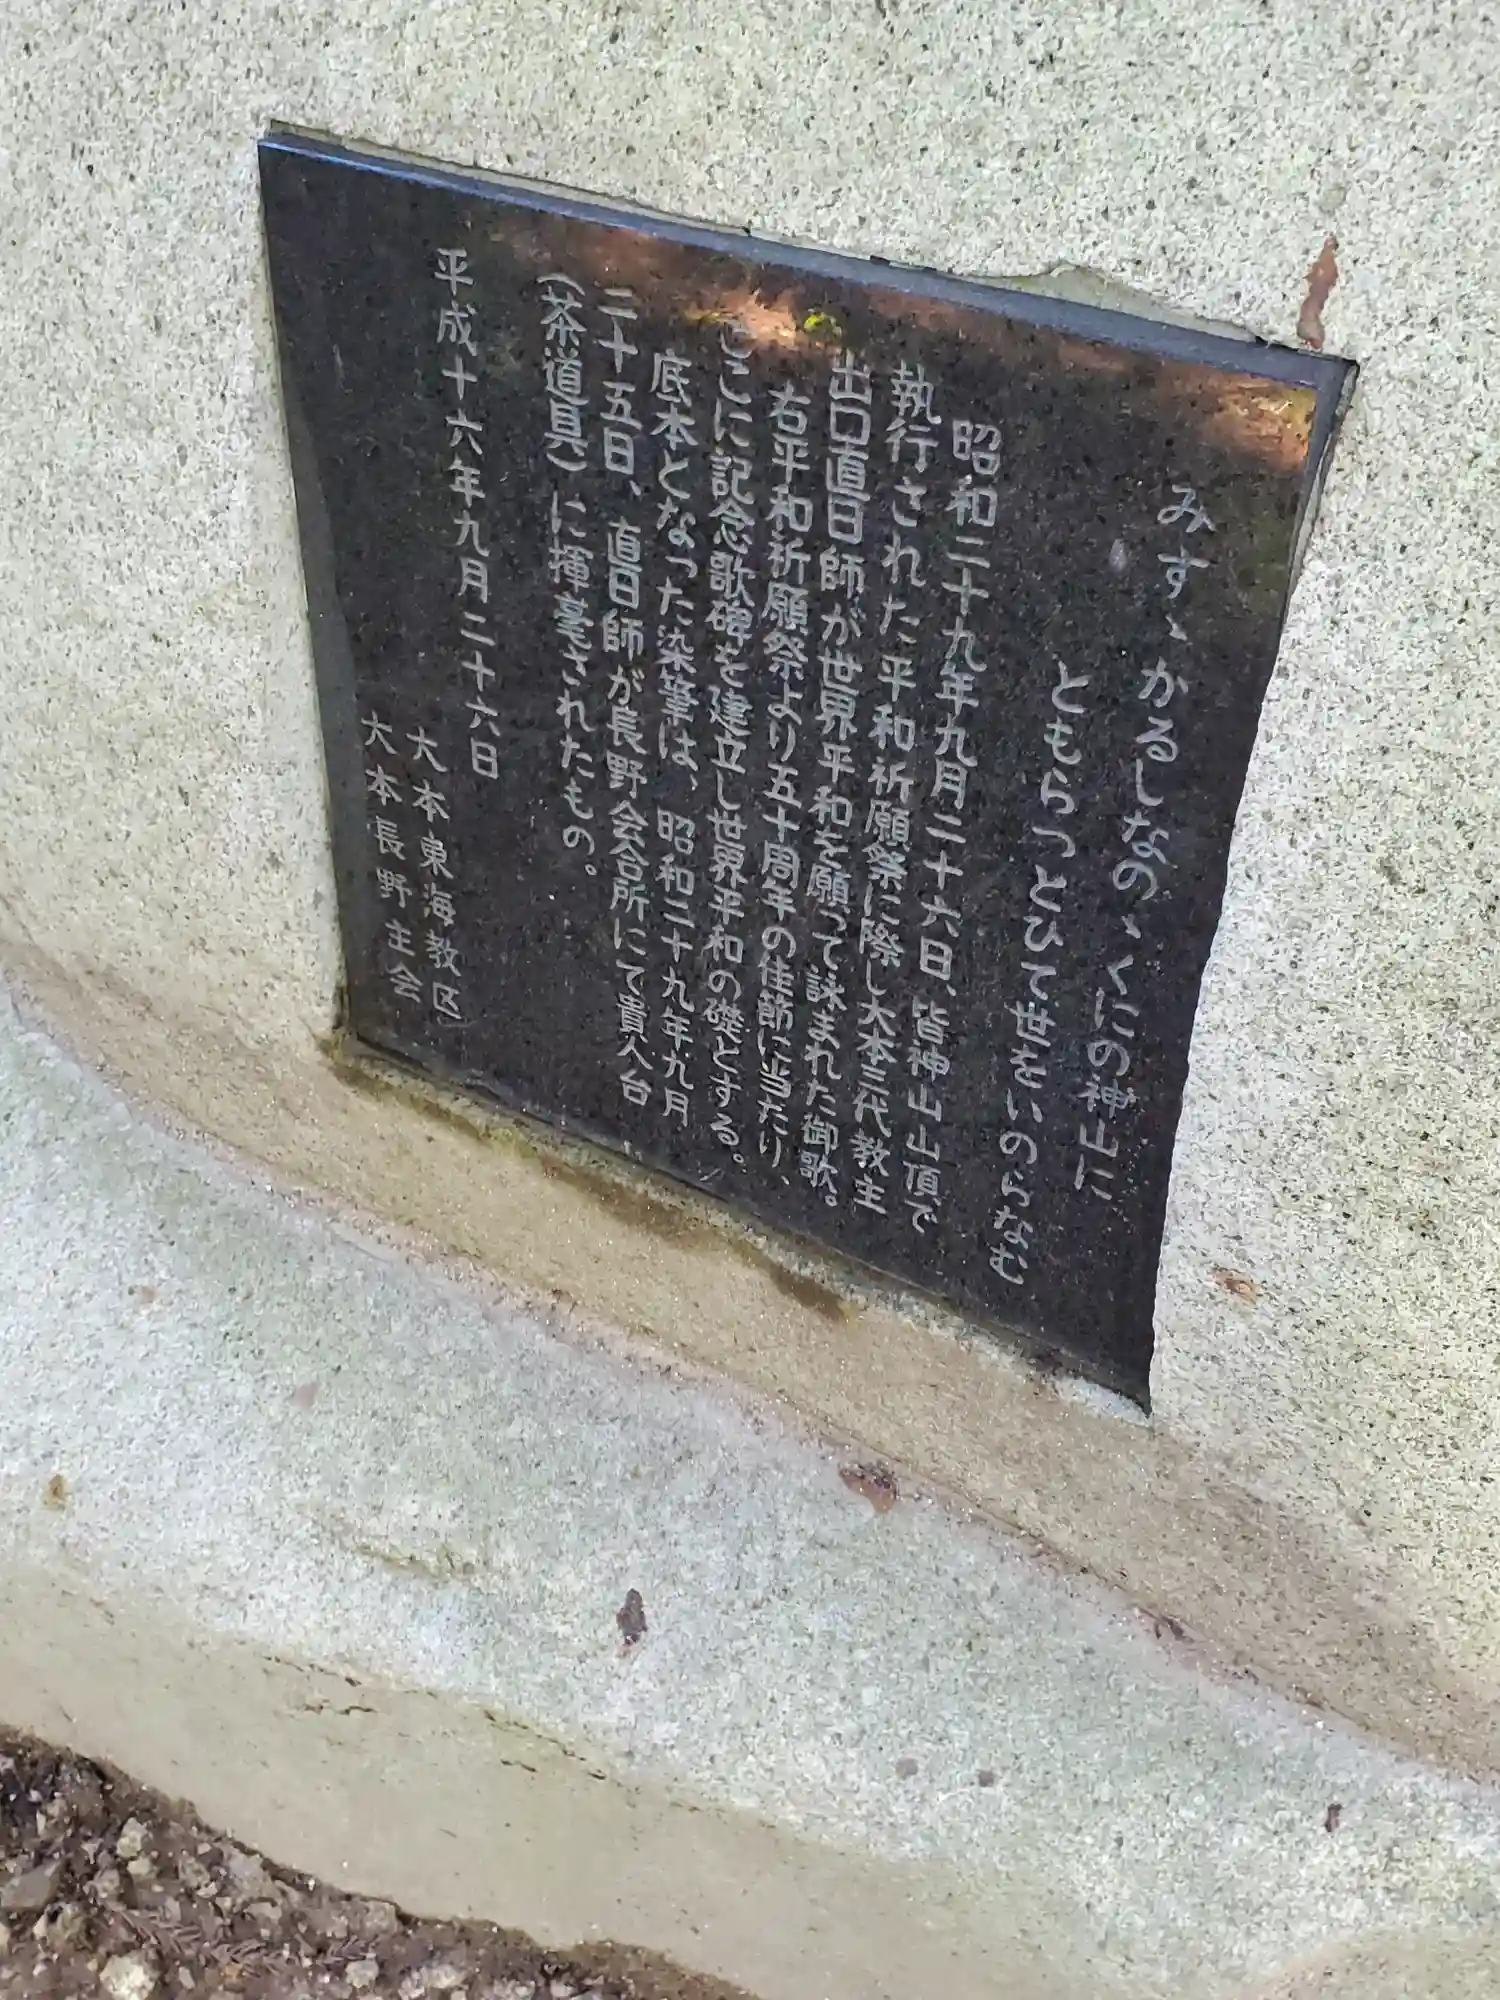 みすゞかるしなのゝくにの神山に
ともらつとひて世をいのらなむ
昭和二十九年九月二十六日、皆神山山頂で
執行された平和祈願祭に際し大本三代教主
出口直日師が世界平和を願って詠まれた御歌。
右平和祈願祭より五十周年の佳節に当たり、
ここに記念歌碑を建立し世界平和の礎とする。
底本となった染筆は、昭和二十九年九月
二十五日、直日師が長野会合所にて貴人台
(茶道具)に揮毫されたもの。
平成十六年九月二十六日
大本東海教区
大本長野主会